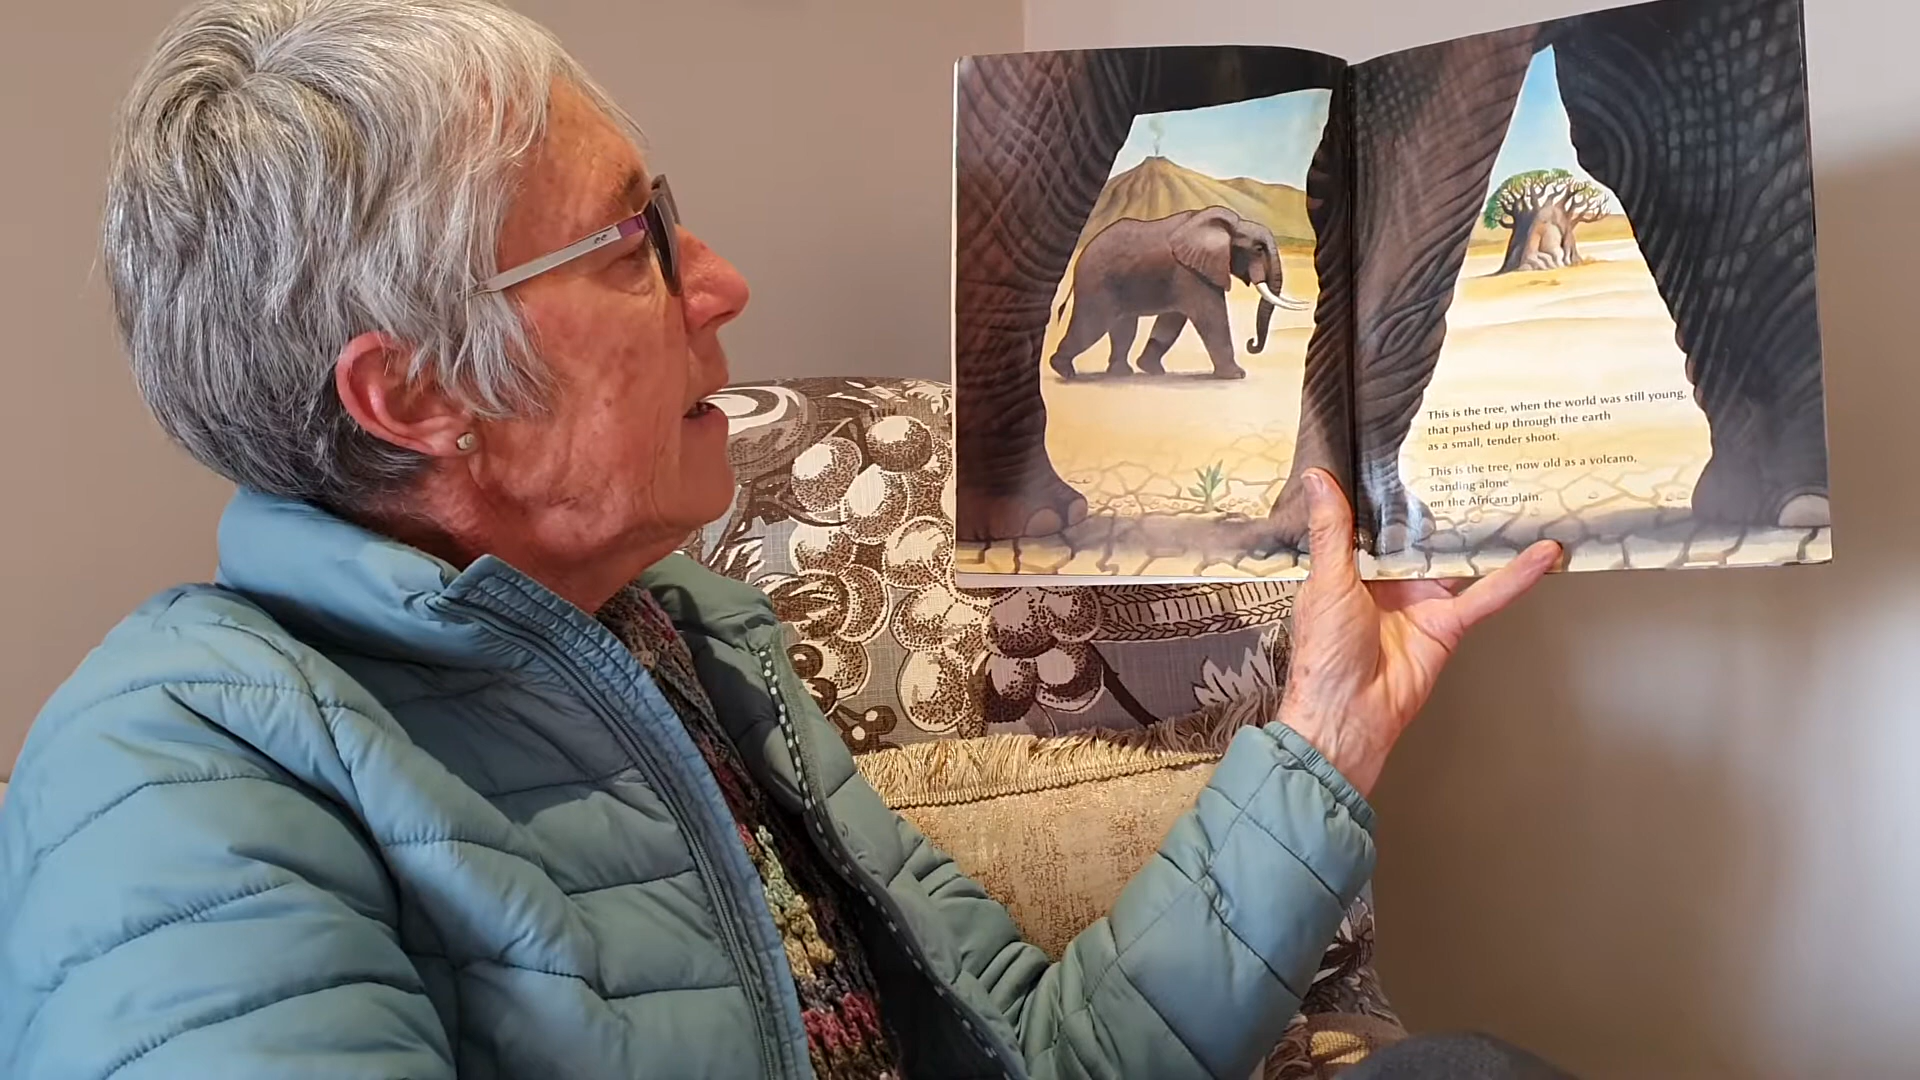 This is the tree, when the world was still young,
that pushed up through the earth
as a small, tender shoot.
This is the tree, now old as a volcano,
standing alone
on the African plain.